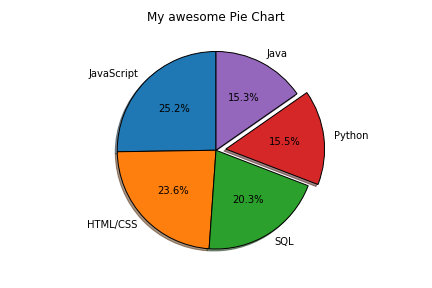 My awesome Pie Chart
Java
JavaScript
15.3%
25.2%
Python
15.5%
23.6%
20.3%
HTML/CSS
SQL